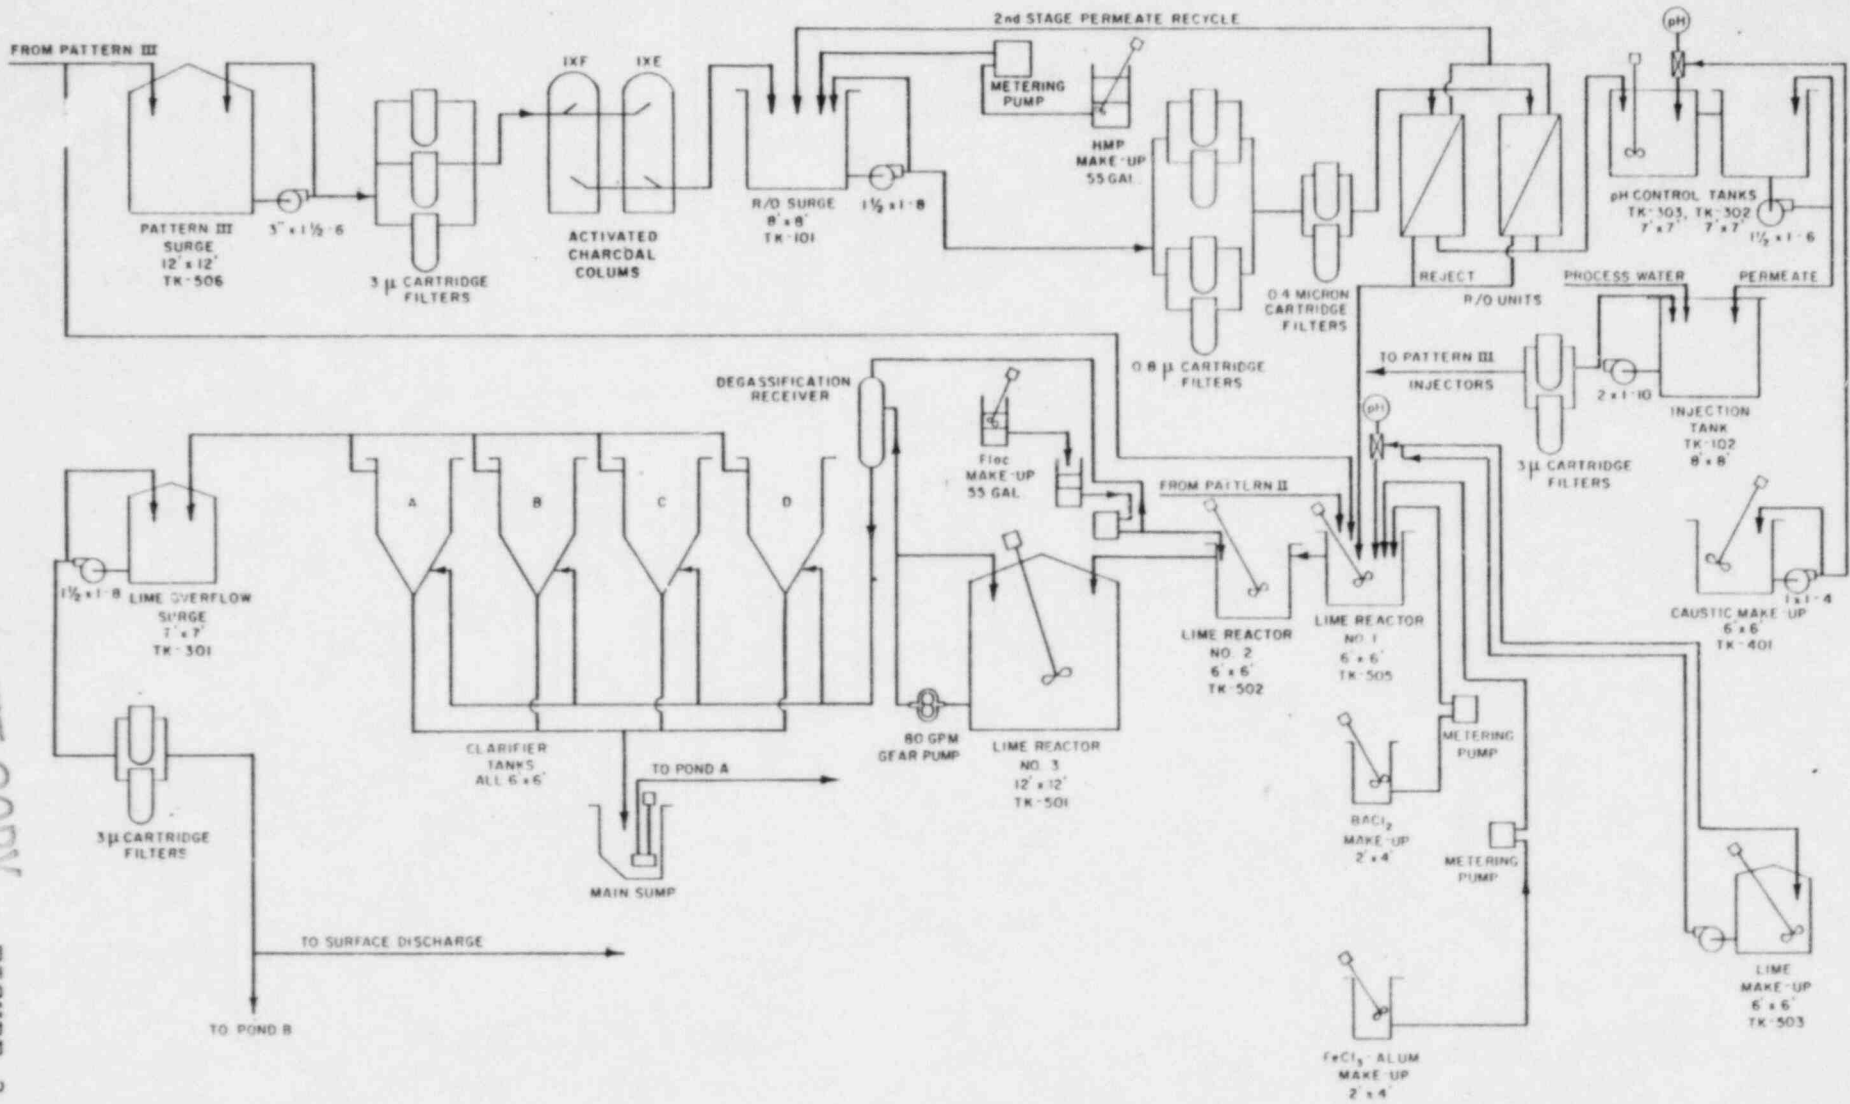 2nd STAGE PERMEATE RECYCLE
FROM PATTERN III
IXF
IXE
pH
METERING
PUMP
HMP
MAKE-UP
55 GAL.
PATTERN III
SURGE
12' x 12'
TK-506
3" x 1 1/2 - 6
3 µ CARTRIDGE
FILTERS
ACTIVATED
CHARCOAL
COLUMS
R/O SURGE
8' x 8'
TK-101
1 1/2 x 1-8
0.8 µ CARTRIDGE
FILTERS
0.4 MICRON
CARTRIDGE
FILTERS
REJECT
R/O UNITS
pH CONTROL TANKS
TK-303, TK-302
7' x 7' 7' x 7'
1 1/2 x 1-6
PROCESS WATER
PERMEATE
TO PATTERN III
INJECTORS
2 x 1-10
INJECTION
TANK
TK-102
8' x 8'
3 µ CARTRIDGE
FILTERS
DEGASSIFICATION
RECEIVER
Floc
MAKE-UP
55 GAL.
pH
FROM PATTERN II
A
B
C
D
1 1/2 x 1-8
LIME OVERFLOW
SURGE
7' x 7'
TK-301
LIME REACTOR
NO. 2
6' x 6'
TK-502
LIME REACTOR
NO. 1
6' x 6'
TK-505
1 x 1-4
CAUSTIC MAKE-UP
6' x 6'
TK-401
CLARIFIER
TANKS
ALL 6' x 6'
80 GPM
GEAR PUMP
LIME REACTOR
NO. 3
12' x 12'
TK-501
METERING
PUMP
TO POND A
MAIN SUMP
3 µ CARTRIDGE
FILTERS
BACl2
MAKE-UP
2' x 4'
METERING
PUMP
TO SURFACE DISCHARGE
TO POND B
LIME
MAKE-UP
6' x 6'
TK-503
FeCl3-ALUM
MAKE-UP
2' x 4'